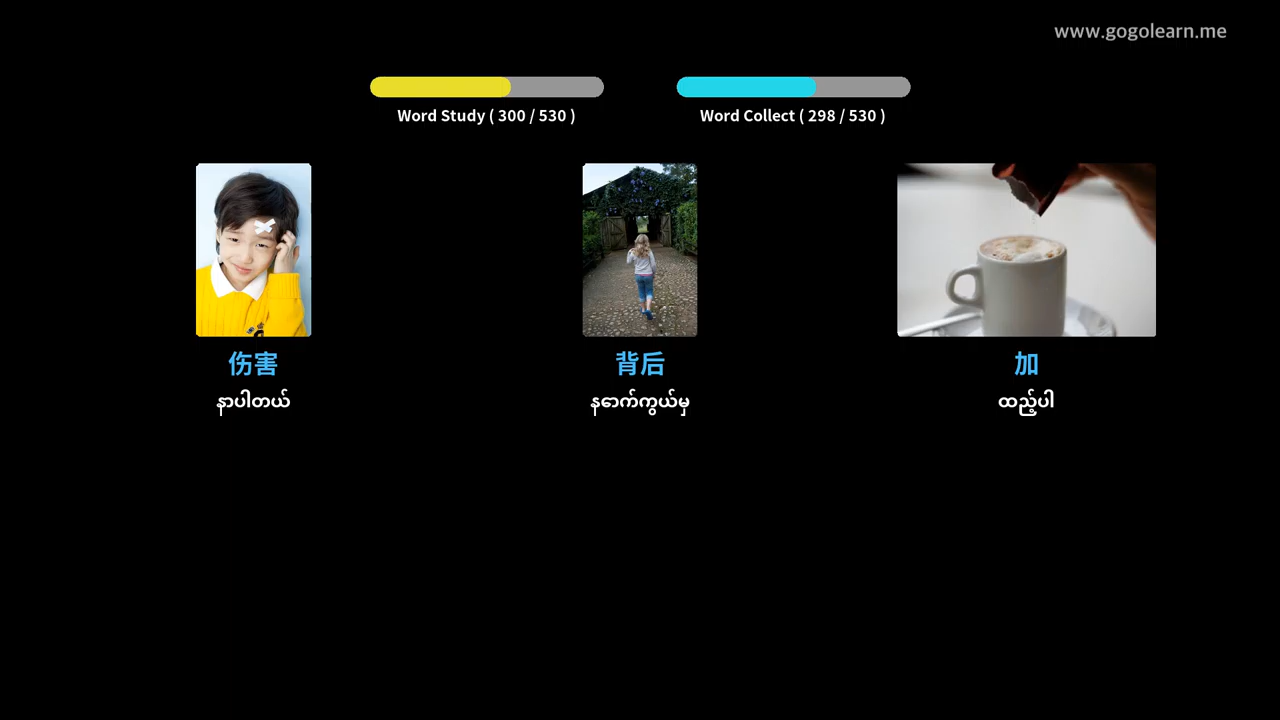 www.gogolearn.me
Word Study ( 300 / 530 )
Word Collect ( 298 / 530 )
伤害
背后
加
နာပါတယ်
နောက်ကွယ်မှ
ထည့်ပါ